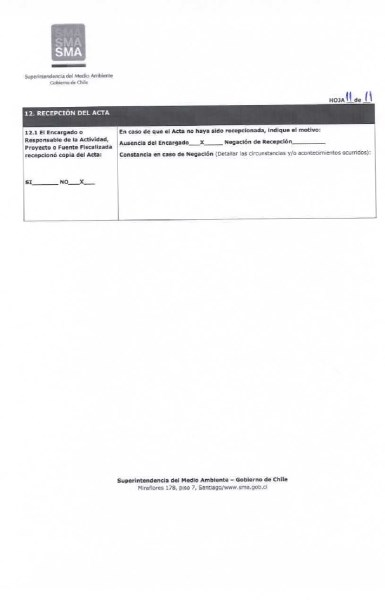 SMA
SMA
SMA
Superintendencia del Medio Ambiente
Gobierno de Chile
HOJA 11 de 11
12. RECEPCIÓN DEL ACTA
12.1 El Encargado o
Responsable de la Actividad,
Proyecto o Fuente Fiscalizada
recepcionó copia del Acta:
SI_______ NO___X___
En caso de que el Acta no haya sido recepcionada, indique el motivo:
Ausencia del Encargado___X_____ Negación de Recepción_________
Constancia en caso de Negación (Detallar las circunstancias y/o acontecimientos ocurridos):
Superintendencia del Medio Ambiente – Gobierno de Chile
Miraflores 178, piso 7, Santiago/www.sma.gob.cl